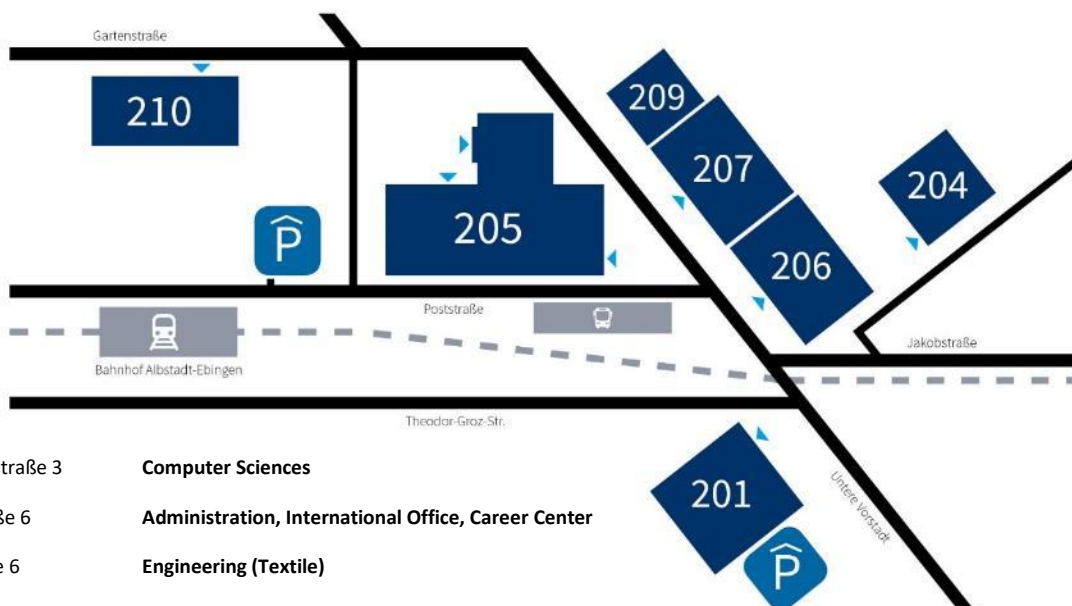 Gartenstraße
210
209
207
204
205
206
P
Poststraße
Bahnhof Albstadt-Ebingen
Jakobstraße
Theodor-Groz-Str.
201
Untere Vorstadt
P
straße 3 Computer Sciences
ße 6 Administration, International Office, Career Center
e 6 Engineering (Textile)